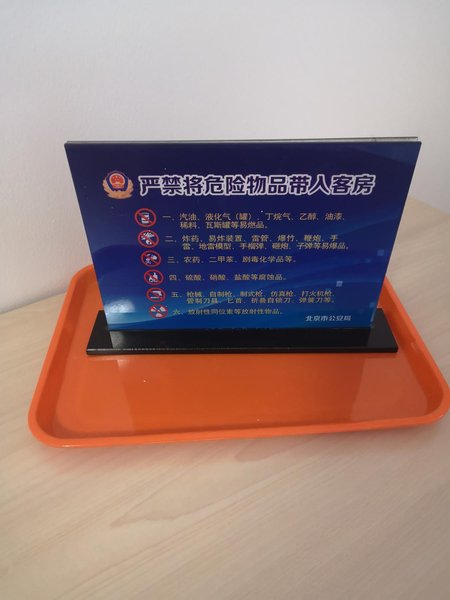 严禁将危险物品带入客房
一、汽油、液化气（罐）、丁烷气、乙醇、油漆、
稀料、瓦斯罐等易燃品。
二、炸药、易炸装置、雷管、爆竹、鞭炮、手
雷、地雷模型、手榴弹、砲炮、子弹等易爆品。
三、农药、二甲苯、剧毒化学品等。
四、硫酸、硝酸、盐酸等腐蚀品。
五、枪械、自制枪、制式枪、仿真枪、打火机枪、
管制刀具、匕首、折叠自锁刀、弹簧刀等。
六、放射性同位素等放射性物品。
北京市公安局